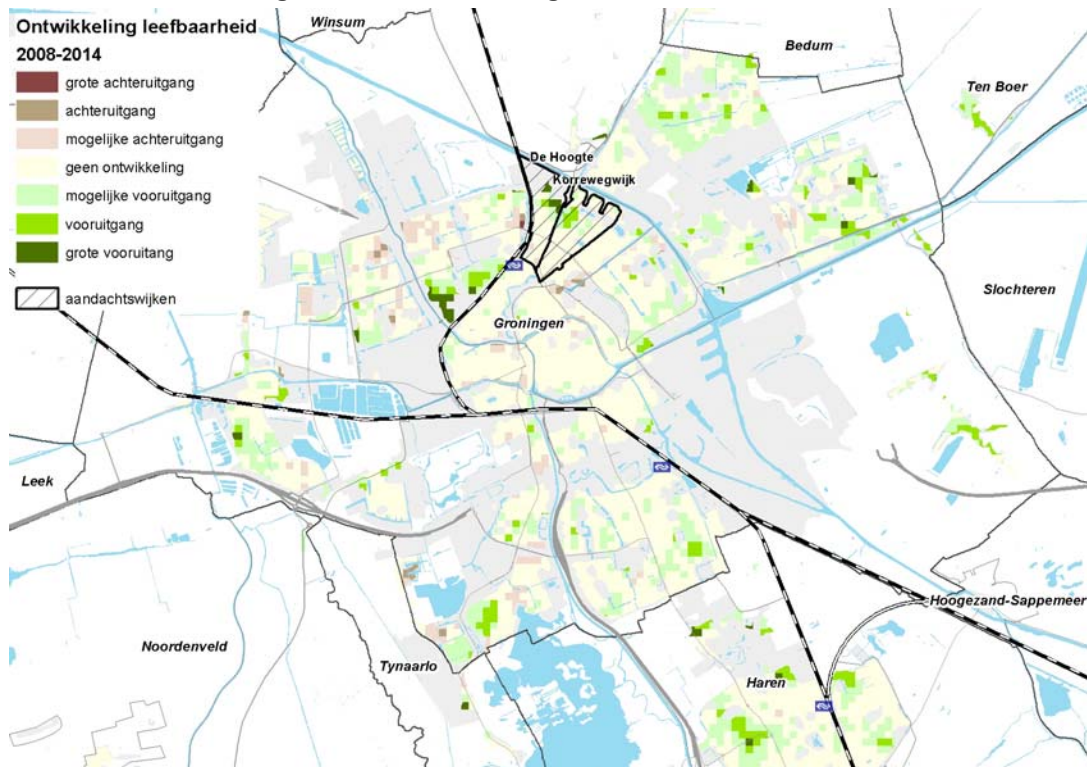 Ontwikkeling leefbaarheid
2008-2014
grote achteruitgang
achteruitgang
mogelijke achteruitgang
geen ontwikkeling
mogelijke vooruitgang
vooruitgang
grote vooruitang
aandachtswijken
Winsum
Bedum
Ten Boer
De Hoogte
Korrewegwijk
Slochteren
Groningen
Leek
Hoogezand-Sappemeer
Noordenveld
Tynaarlo
Haren